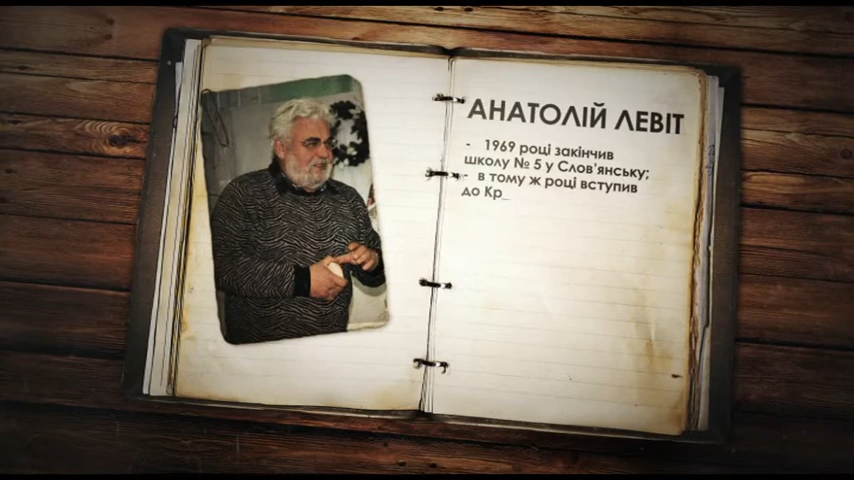 АНАТОЛІЙ ЛЕВІТ
- 1969 році закінчив
школу № 5 у Слов'янську;
- в тому ж році вступив
до Кр_